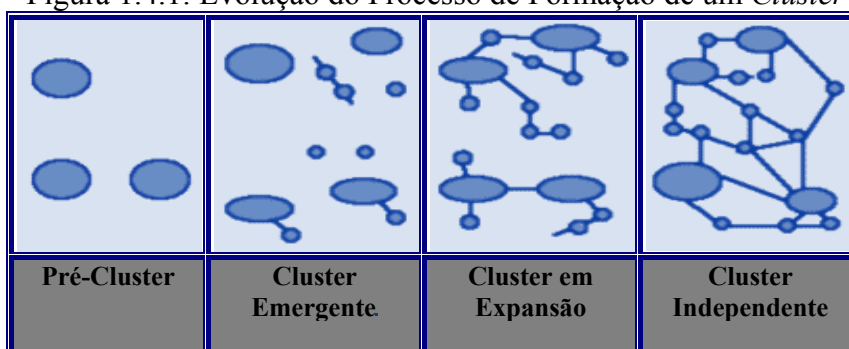 Figura 1.4.1: Evolução do Processo de Formação de um Cluster
Pré-Cluster
Cluster
Emergente.
Cluster em
Expansão
Cluster
Independente